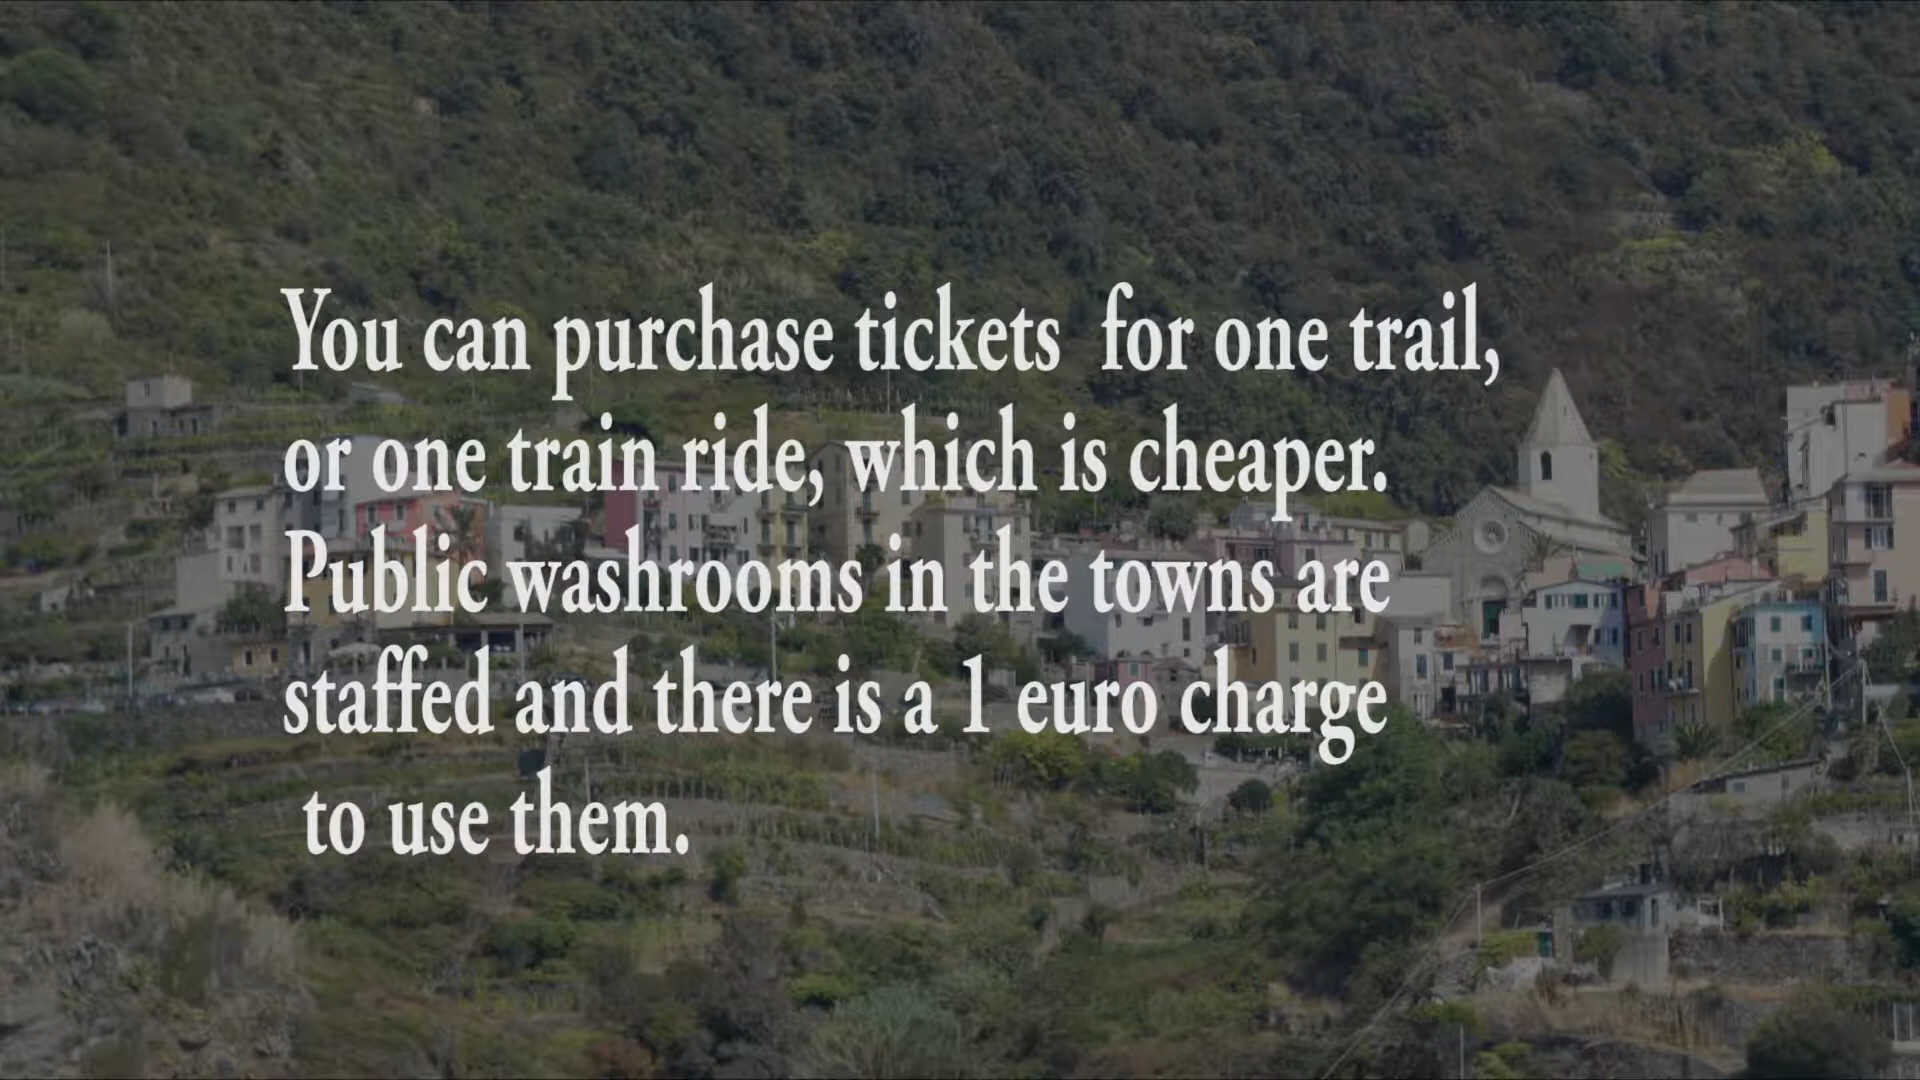 You can purchase tickets  for one trail,
or one train ride, which is cheaper.
Public washrooms in the towns are
staffed and there is a 1 euro charge
to use them.